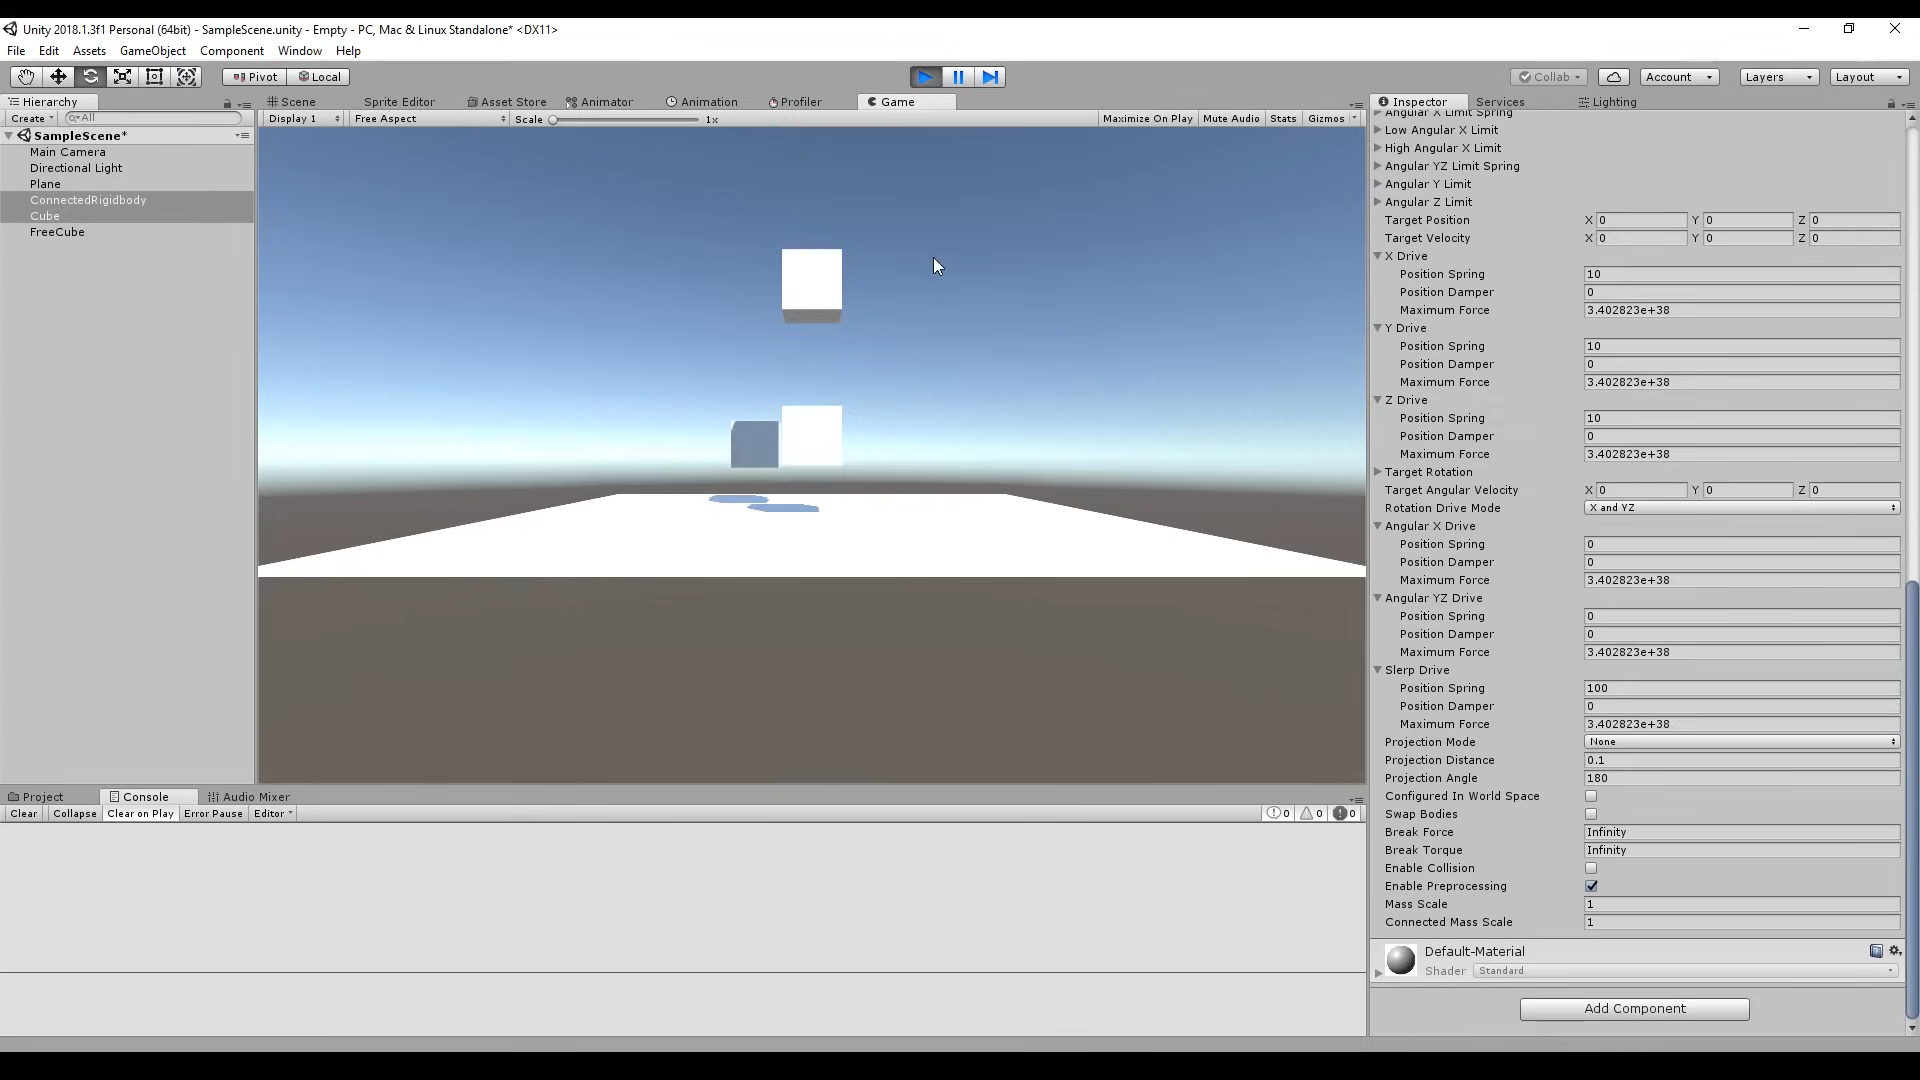 Unity 2018.1.3f1 Personal (64bit) - SampleScene.unity - Empty - PC, Mac & Linux Standalone* <DX11>
File Edit Assets GameObject Component Window Help
Pivot Local Collab Account Layers Layout
Hierarchy
Create All
SampleScene*
Main Camera
Directional Light
Plane
ConnectedRigidbody
Cube
FreeCube
Scene Sprite Editor Asset Store Animator Animation Profiler Game
Display 1 Free Aspect Scale 1x Maximize On Play Mute Audio Stats Gizmos
Inspector Services Lighting
Angular X Limit Spring
Low Angular X Limit
High Angular X Limit
Angular YZ Limit Spring
Angular Y Limit
Angular Z Limit
Target Position X 0 Y 0 Z 0
Target Velocity X 0 Y 0 Z 0
X Drive
Position Spring 10
Position Damper 0
Maximum Force 3.402823e+38
Y Drive
Position Spring 10
Position Damper 0
Maximum Force 3.402823e+38
Z Drive
Position Spring 10
Position Damper 0
Maximum Force 3.402823e+38
Target Rotation
Target Angular Velocity X 0 Y 0 Z 0
Rotation Drive Mode X and YZ
Angular X Drive
Position Spring 0
Position Damper 0
Maximum Force 3.402823e+38
Angular YZ Drive
Position Spring 0
Position Damper 0
Maximum Force 3.402823e+38
Slerp Drive
Position Spring 100
Position Damper 0
Maximum Force 3.402823e+38
Projection Mode None
Projection Distance 0.1
Projection Angle 180
Configured In World Space
Swap Bodies
Break Force Infinity
Break Torque Infinity
Enable Collision
Enable Preprocessing
Mass Scale 1
Connected Mass Scale 1
Default-Material
Shader Standard
Add Component
Project Console Audio Mixer
Clear Collapse Clear on Play Error Pause Editor 0 0 0